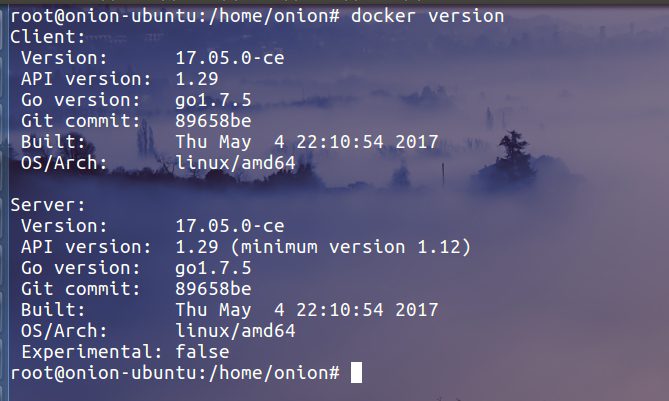 root@onion-ubuntu:/home/onion# docker version
Client:
 Version:      17.05.0-ce
 API version:  1.29
 Go version:   go1.7.5
 Git commit:   89658be
 Built:        Thu May  4 22:10:54 2017
 OS/Arch:      linux/amd64

Server:
 Version:      17.05.0-ce
 API version:  1.29 (minimum version 1.12)
 Go version:   go1.7.5
 Git commit:   89658be
 Built:        Thu May  4 22:10:54 2017
 OS/Arch:      linux/amd64
 Experimental: false
root@onion-ubuntu:/home/onion#